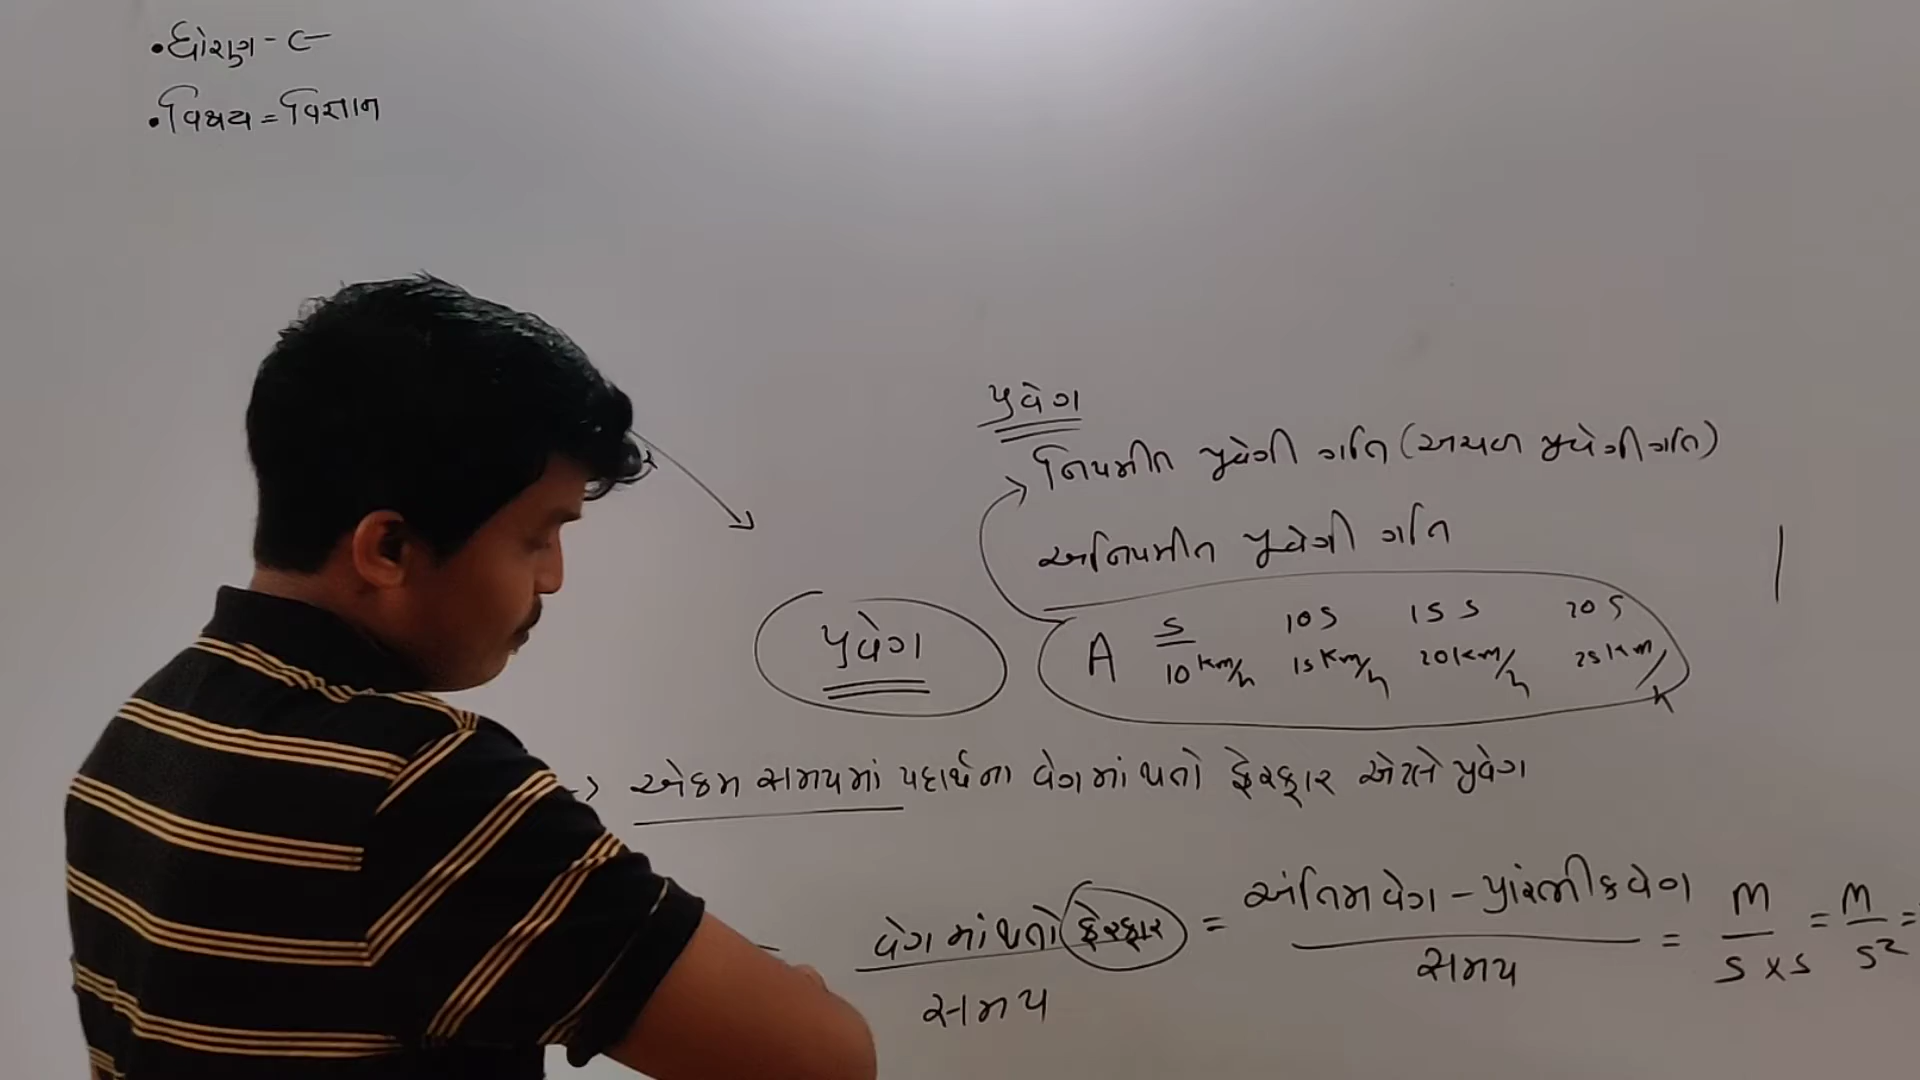 •ધોરણ - ૯
•વિષય = વિજ્ઞાન
પ્રવેગ
નિયમીત પ્રવેગી ગતિ (અચળ પ્રવેગી ગતિ)
અનિયમીત પ્રવેગી ગતિ
પ્રવેગ
A 5 10 s 15 s 20 s
10 km/h 15 km/h 20 km/h 25 km/h
-> એકમ સમયમાં પદાર્થના વેગમાં થતો ફેરફાર એટલે પ્રવેગ
વેગમાં થતો ફેરફાર / સમય = અંતિમ વેગ - પ્રારંભીક વેગ / સમય = m / s x s = m / s² =